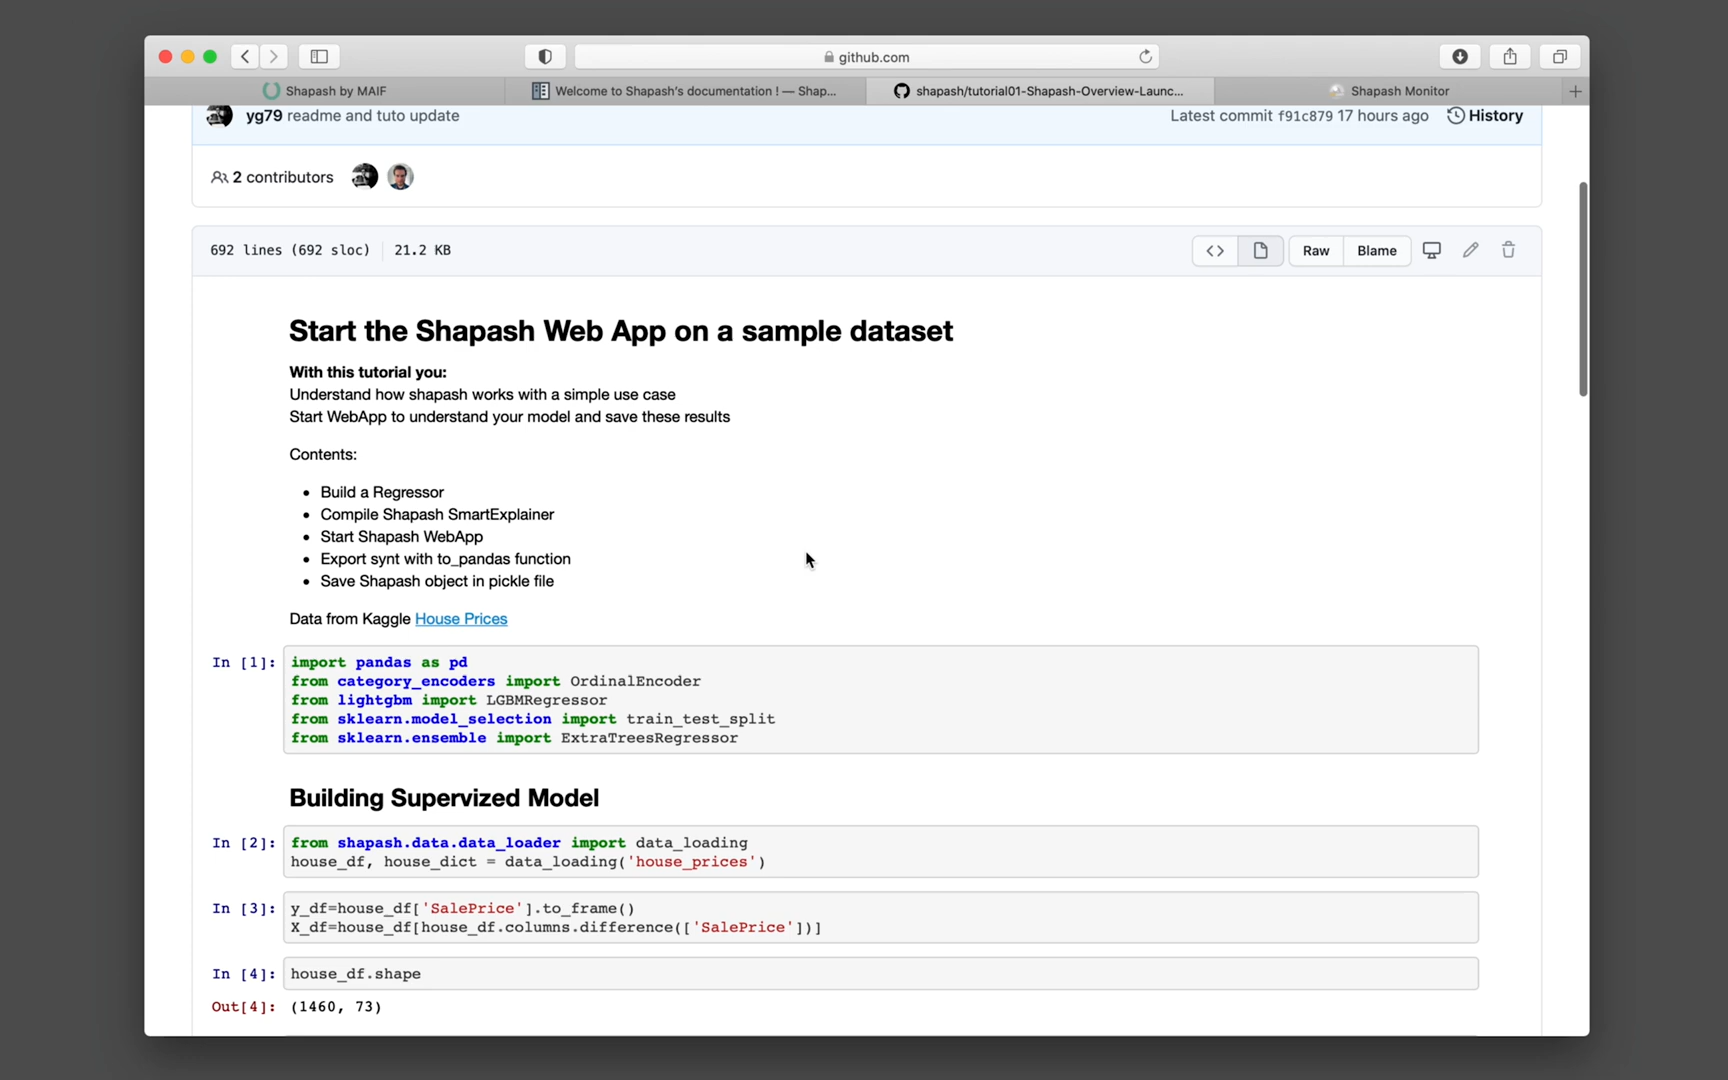 github.com
Shapash by MAIF
Welcome to Shapash's documentation ! — Shap...
shapash/tutorial01-Shapash-Overview-Launc...
Shapash Monitor
yg79 readme and tuto update
Latest commit f91c879 17 hours ago
History
2 contributors
692 lines (692 sloc)
21.2 KB
Raw
Blame
Start the Shapash Web App on a sample dataset
With this tutorial you:
Understand how shapash works with a simple use case
Start WebApp to understand your model and save these results
Contents:
• Build a Regressor
• Compile Shapash SmartExplainer
• Start Shapash WebApp
• Export synt with to_pandas function
• Save Shapash object in pickle file
Data from Kaggle House Prices
In [1]: import pandas as pd
from category_encoders import OrdinalEncoder
from lightgbm import LGBMRegressor
from sklearn.model_selection import train_test_split
from sklearn.ensemble import ExtraTreesRegressor
Building Supervized Model
In [2]: from shapash.data.data_loader import data_loading
house_df, house_dict = data_loading('house_prices')
In [3]: y_df=house_df['SalePrice'].to_frame()
X_df=house_df[house_df.columns.difference(['SalePrice'])]
In [4]: house_df.shape
Out[4]: (1460, 73)